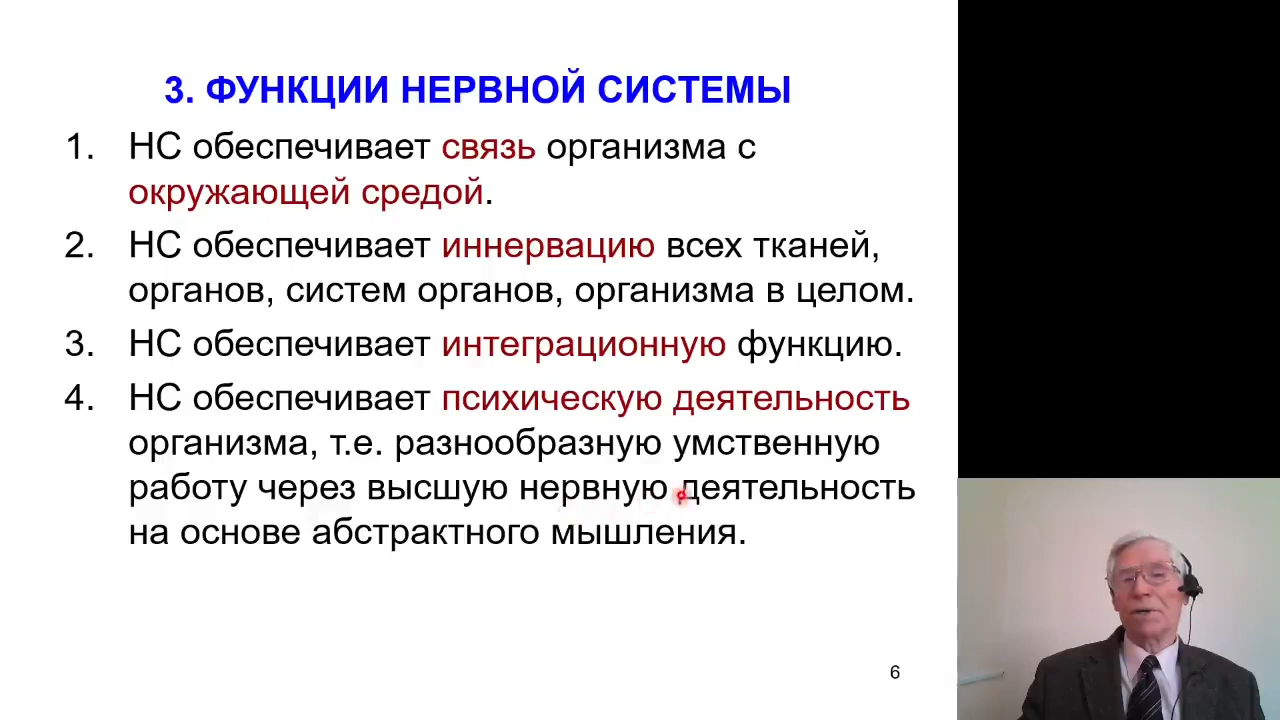 3. ФУНКЦИИ НЕРВНОЙ СИСТЕМЫ
1. НС обеспечивает связь организма с
окружающей средой.
2. НС обеспечивает иннервацию всех тканей,
органов, систем органов, организма в целом.
3. НС обеспечивает интеграционную функцию.
4. НС обеспечивает психическую деятельность
организма, т.е. разнообразную умственную
работу через высшую нервную деятельность
на основе абстрактного мышления.
6